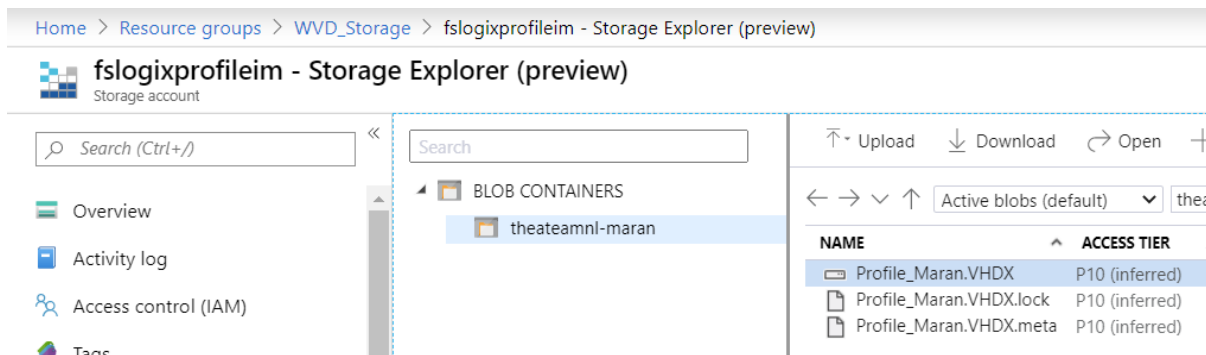 Home > Resource groups > WVD_Storage > fslogixprofileim - Storage Explorer (preview)
fslogixprofileim - Storage Explorer (preview)
Storage account
Search (Ctrl+/)
«
Overview
Activity log
Access control (IAM)
Tags
Search
BLOB CONTAINERS
theateamnl-maran
Upload Download Open
Active blobs (default) thea
NAME ACCESS TIER
Profile_Maran.VHDX P10 (inferred)
Profile_Maran.VHDX.lock P10 (inferred)
Profile_Maran.VHDX.meta P10 (inferred)